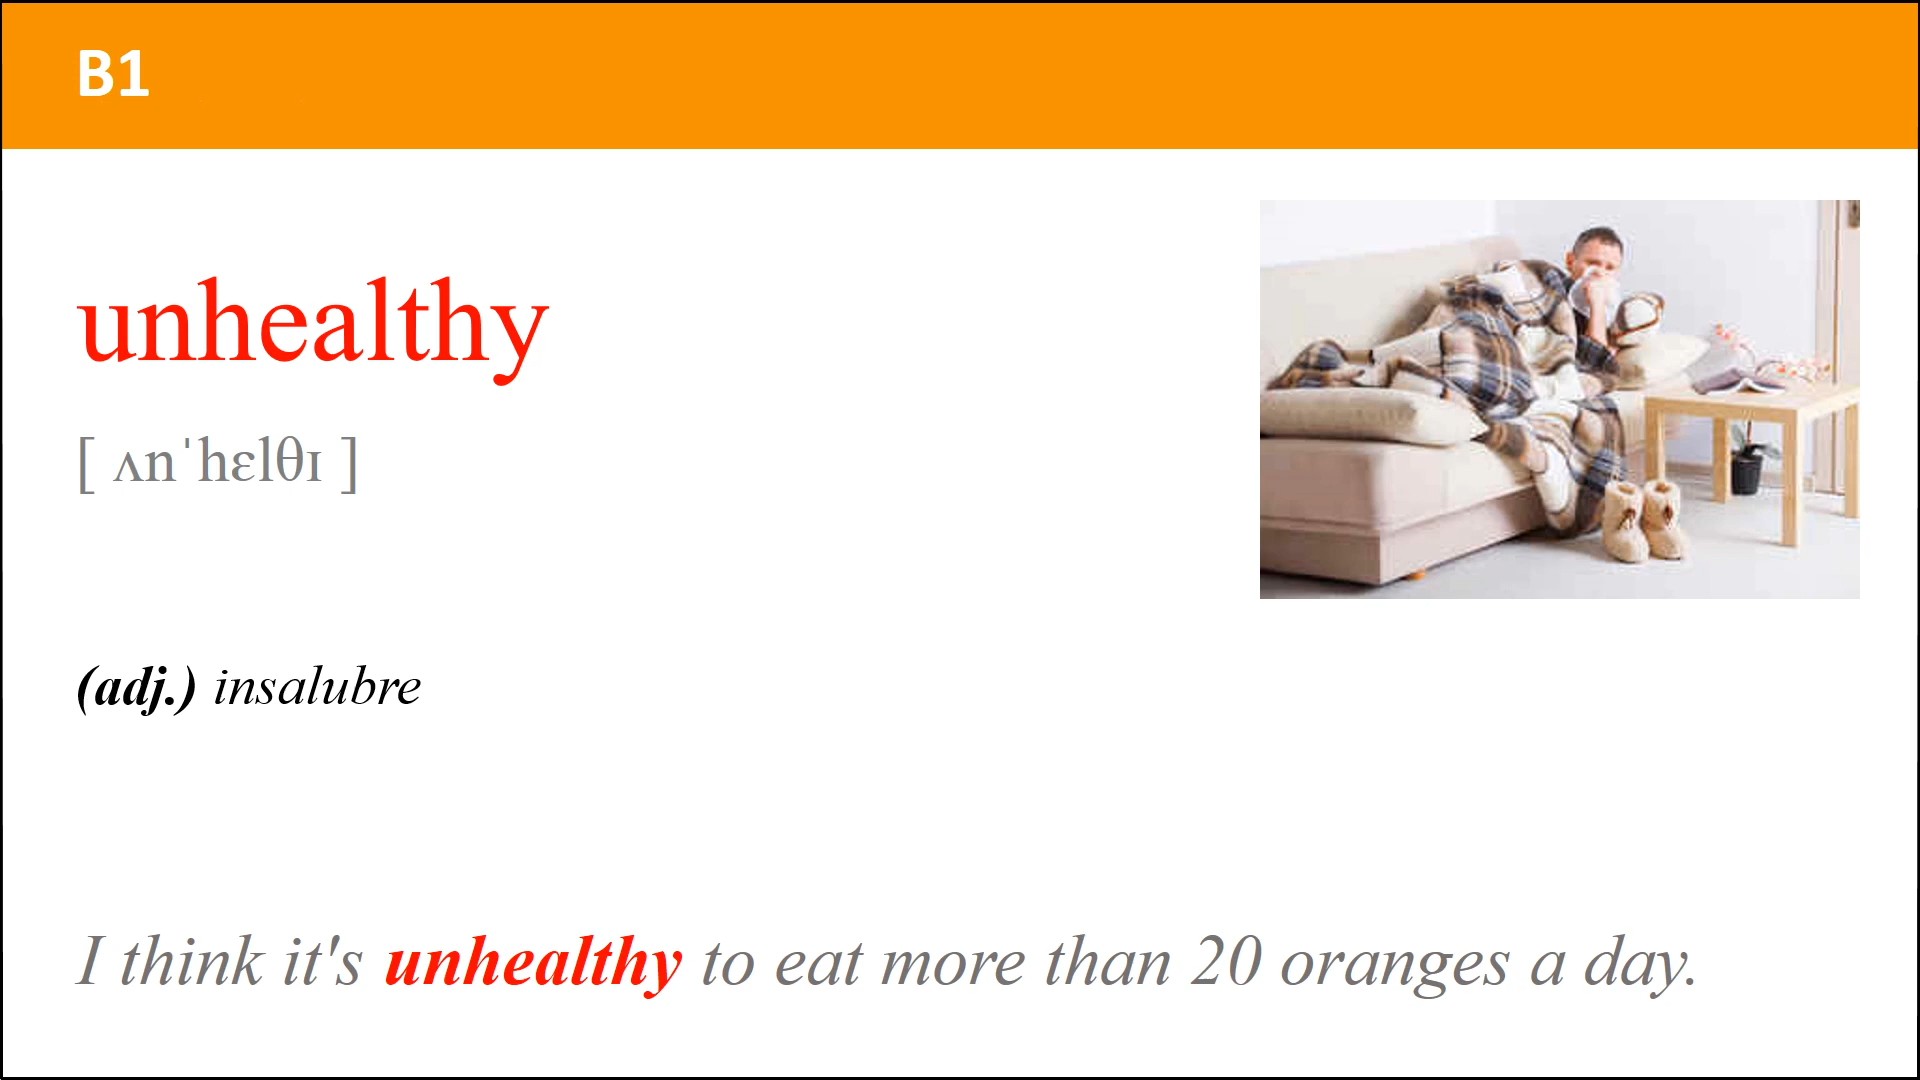 B1
unhealthy
[ ʌnˈhɛlθɪ ]
(adj.) insalubre
I think it's unhealthy to eat more than 20 oranges a day.